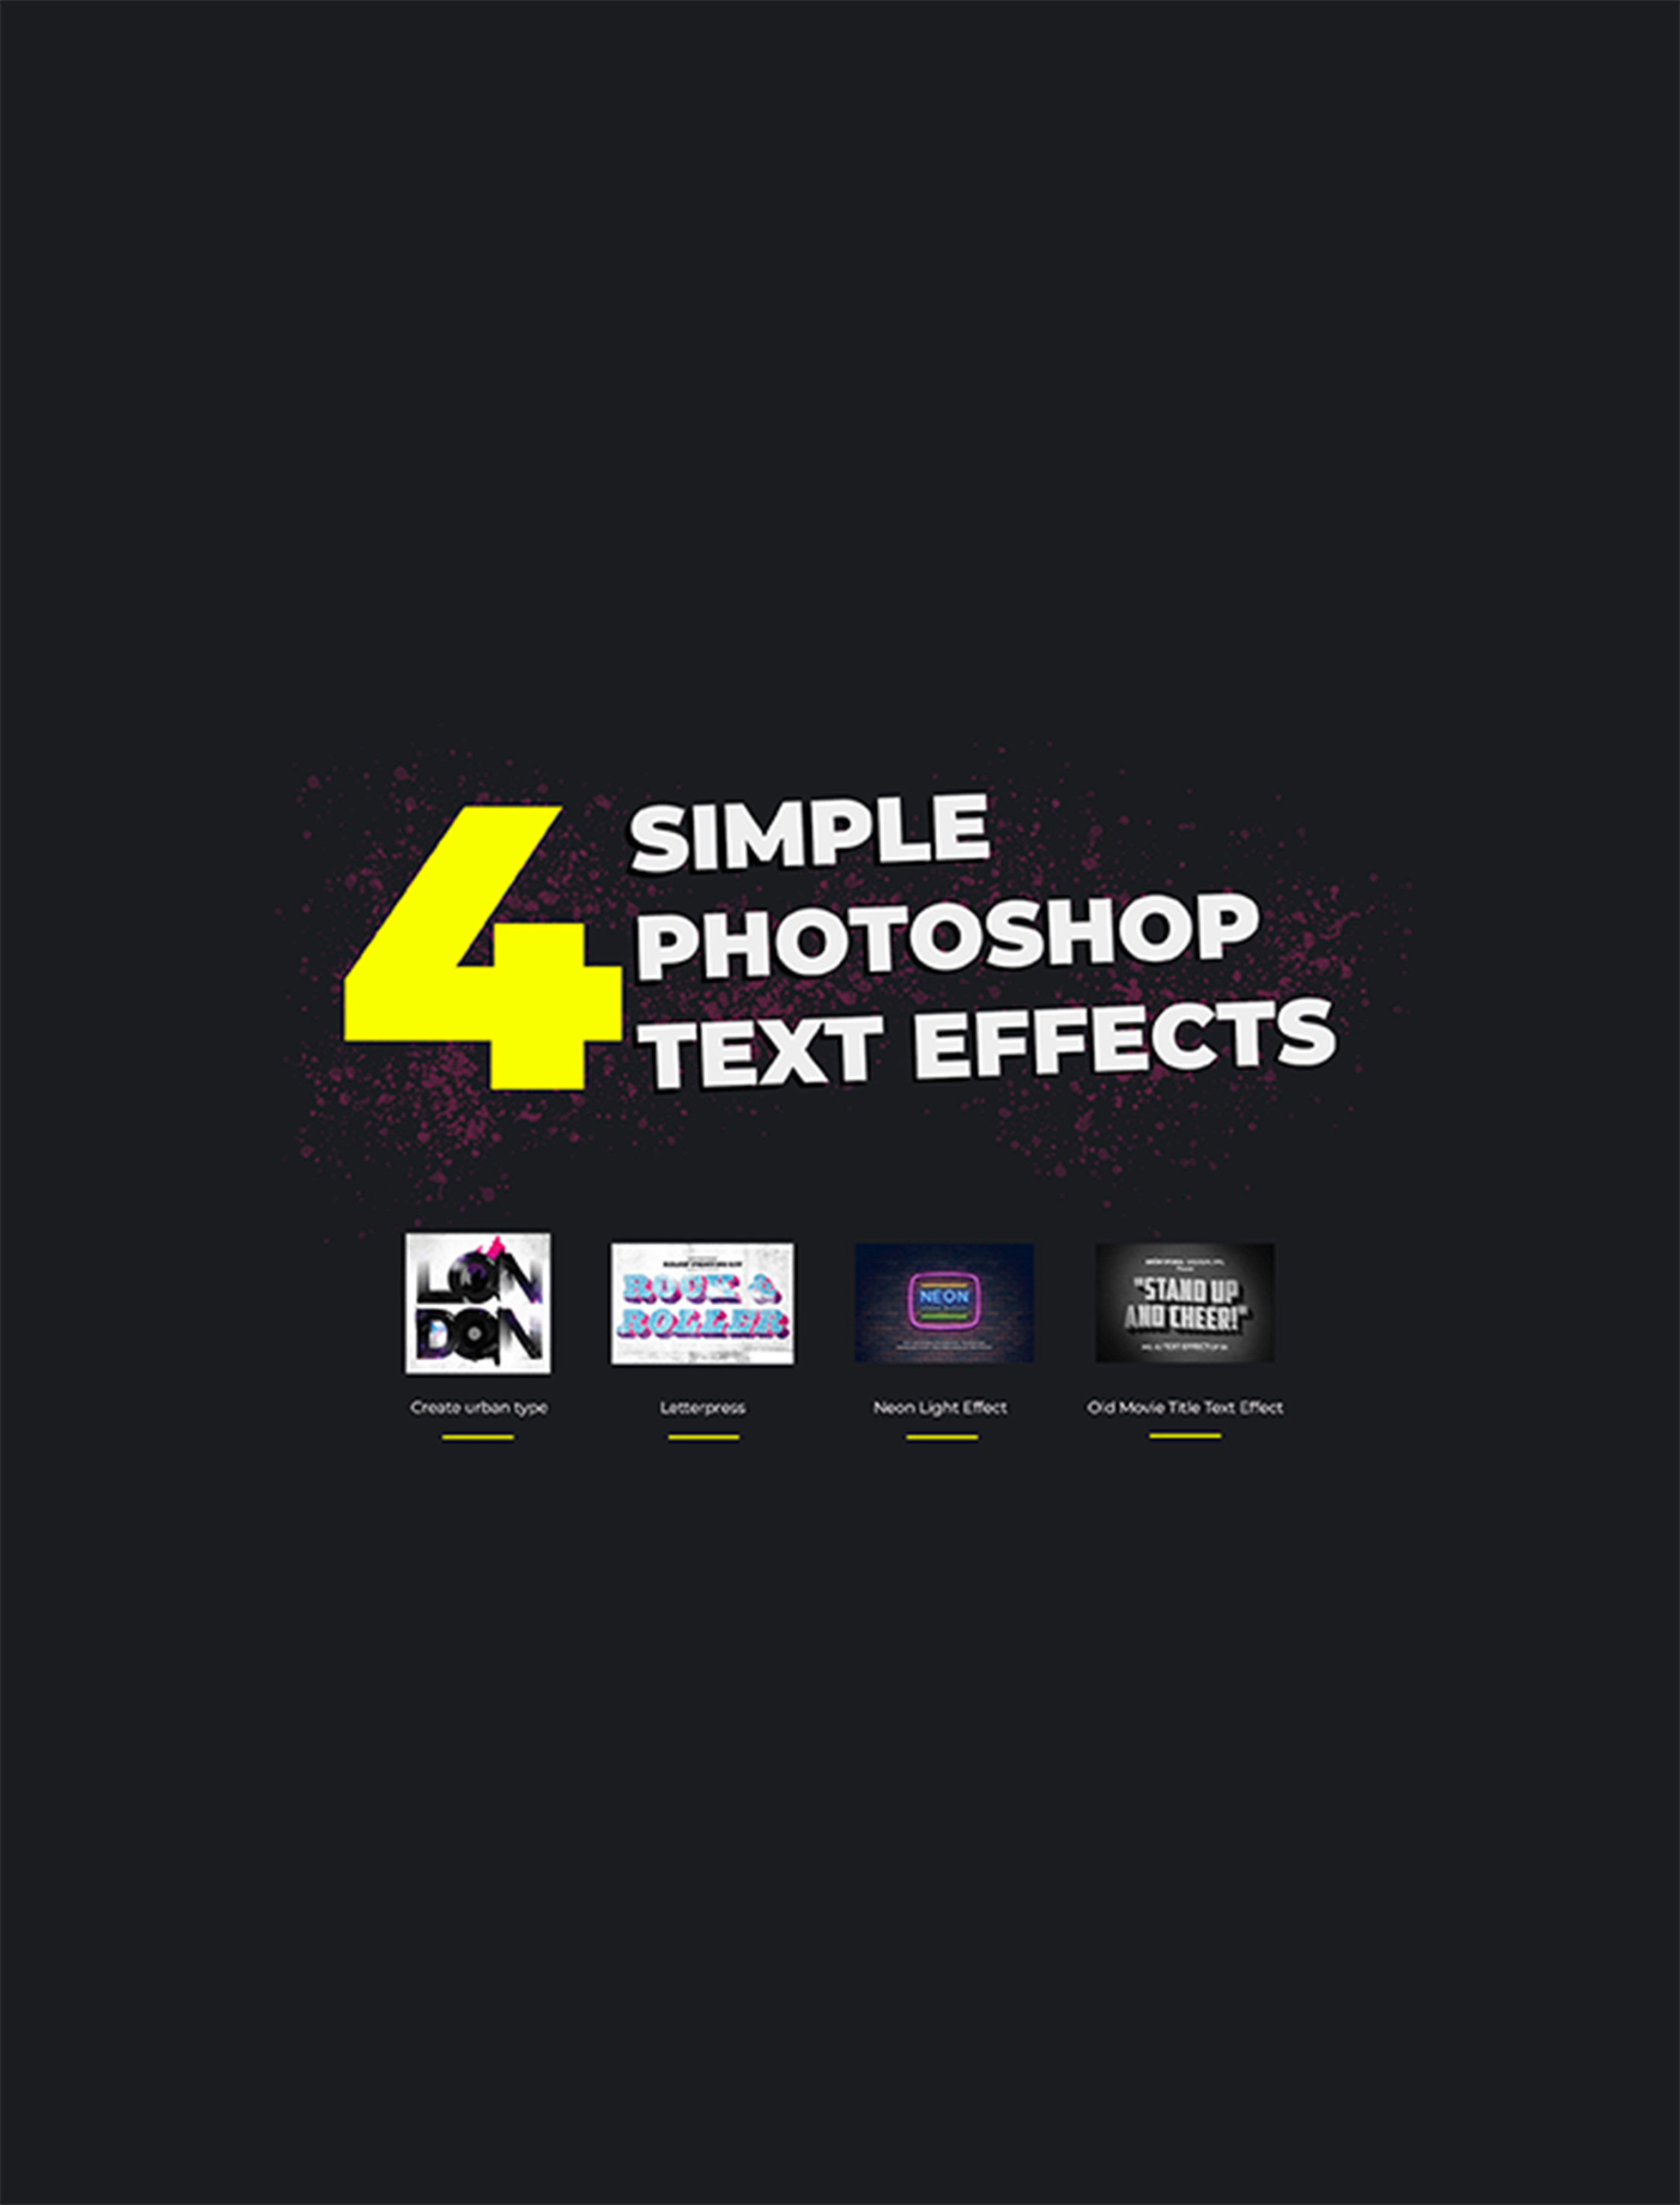 4
SIMPLE
PHOTOSHOP
TEXT EFFECTS
LON
DON
ROCK &
ROLLER
NEON
"STAND UP
AND CHEER!"
Create urban type
Letterpress
Neon Light Effect
Old Movie Title Text Effect